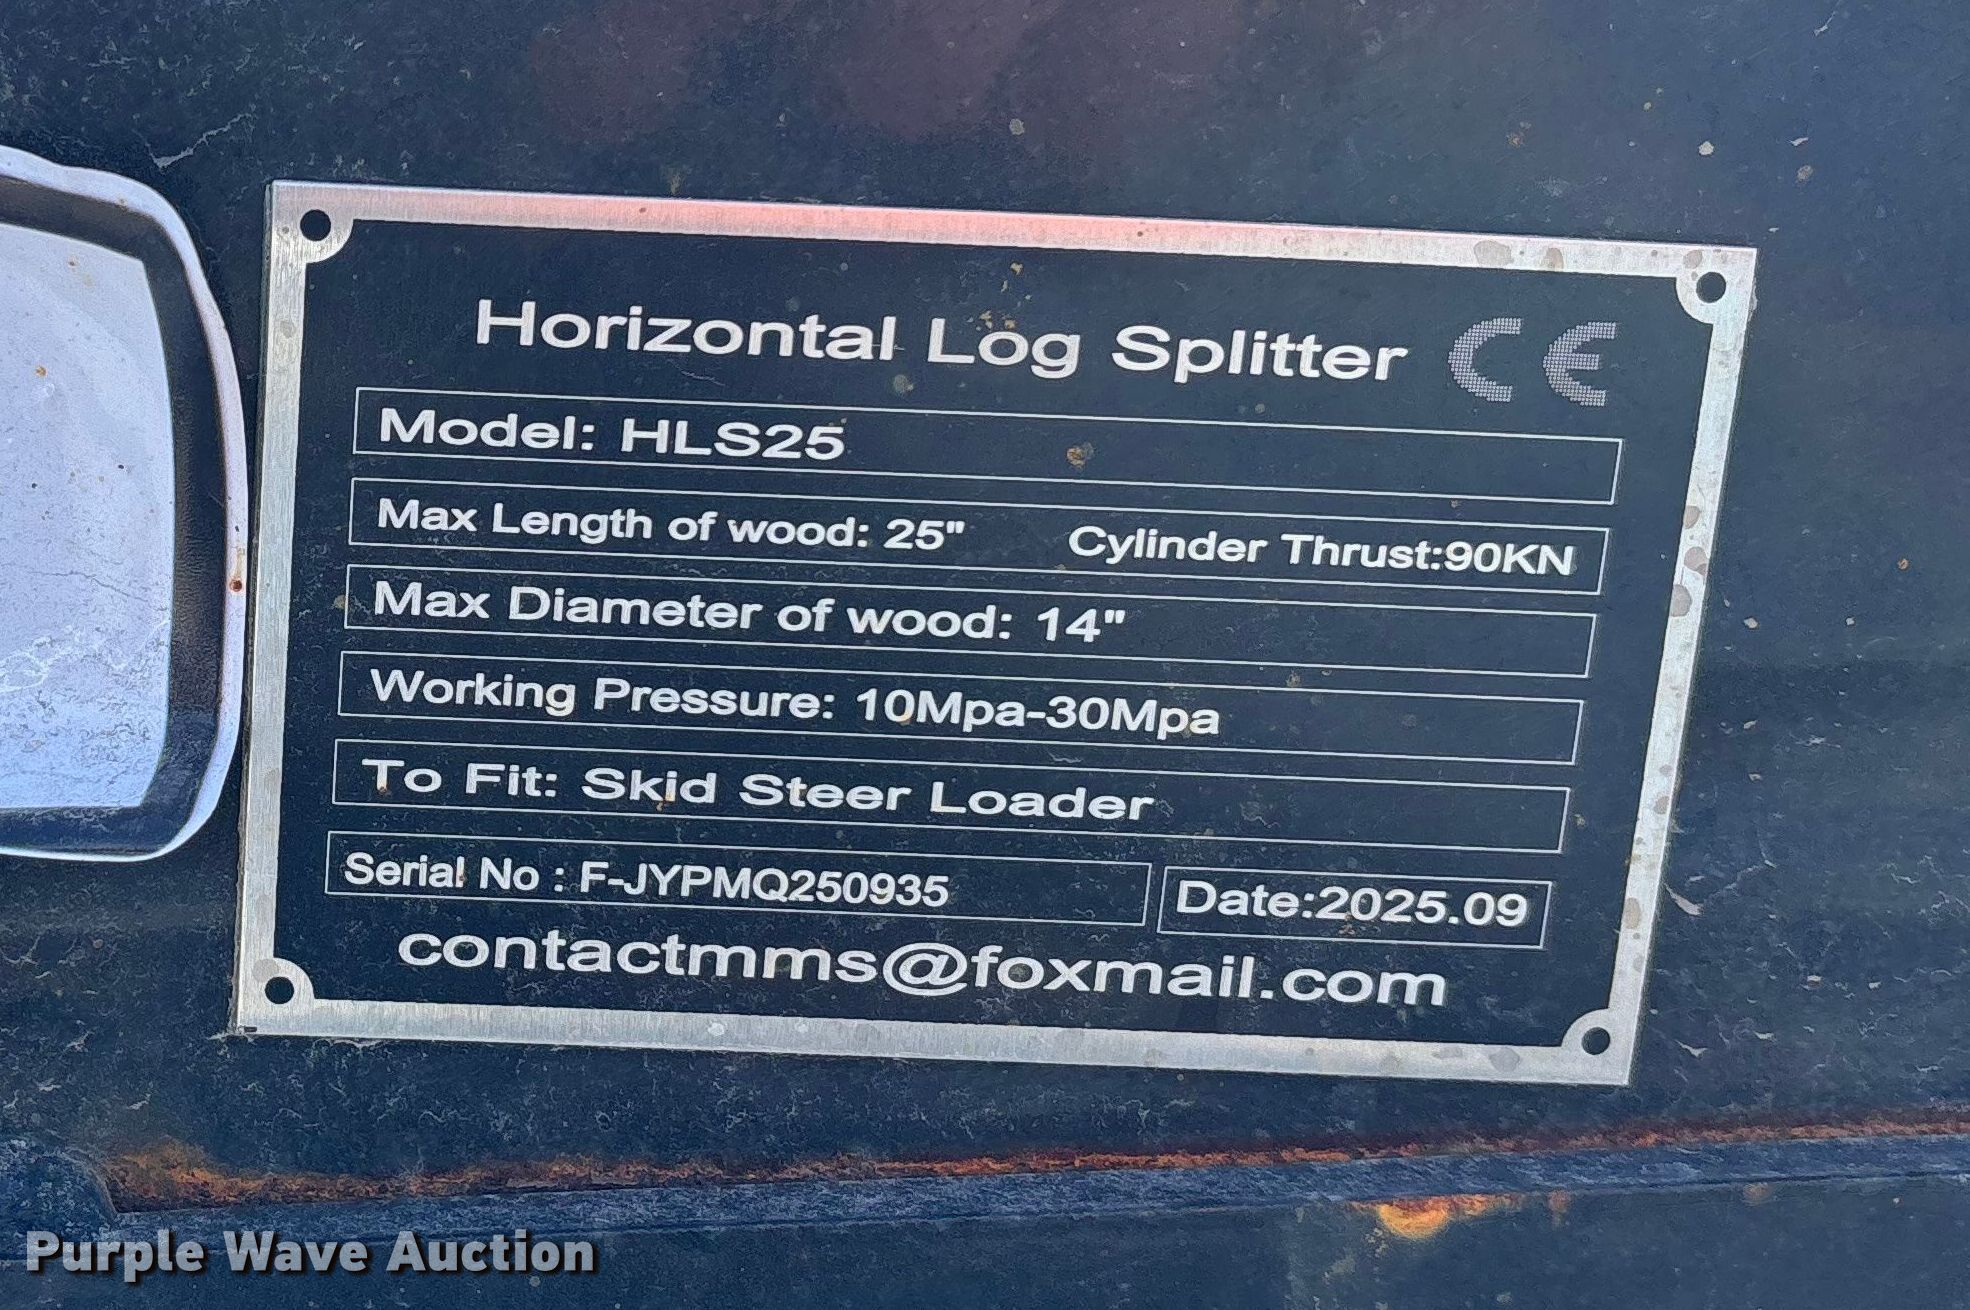 Horizontal Log Splitter CE
Model: HLS25
Max Length of wood: 25" Cylinder Thrust:90KN
Max Diameter of wood: 14"
Working Pressure: 10Mpa-30Mpa
To Fit: Skid Steer Loader
Serial No : F-JYPMQ250935 Date:2025.09
contactmms@foxmail.com
Purple Wave Auction